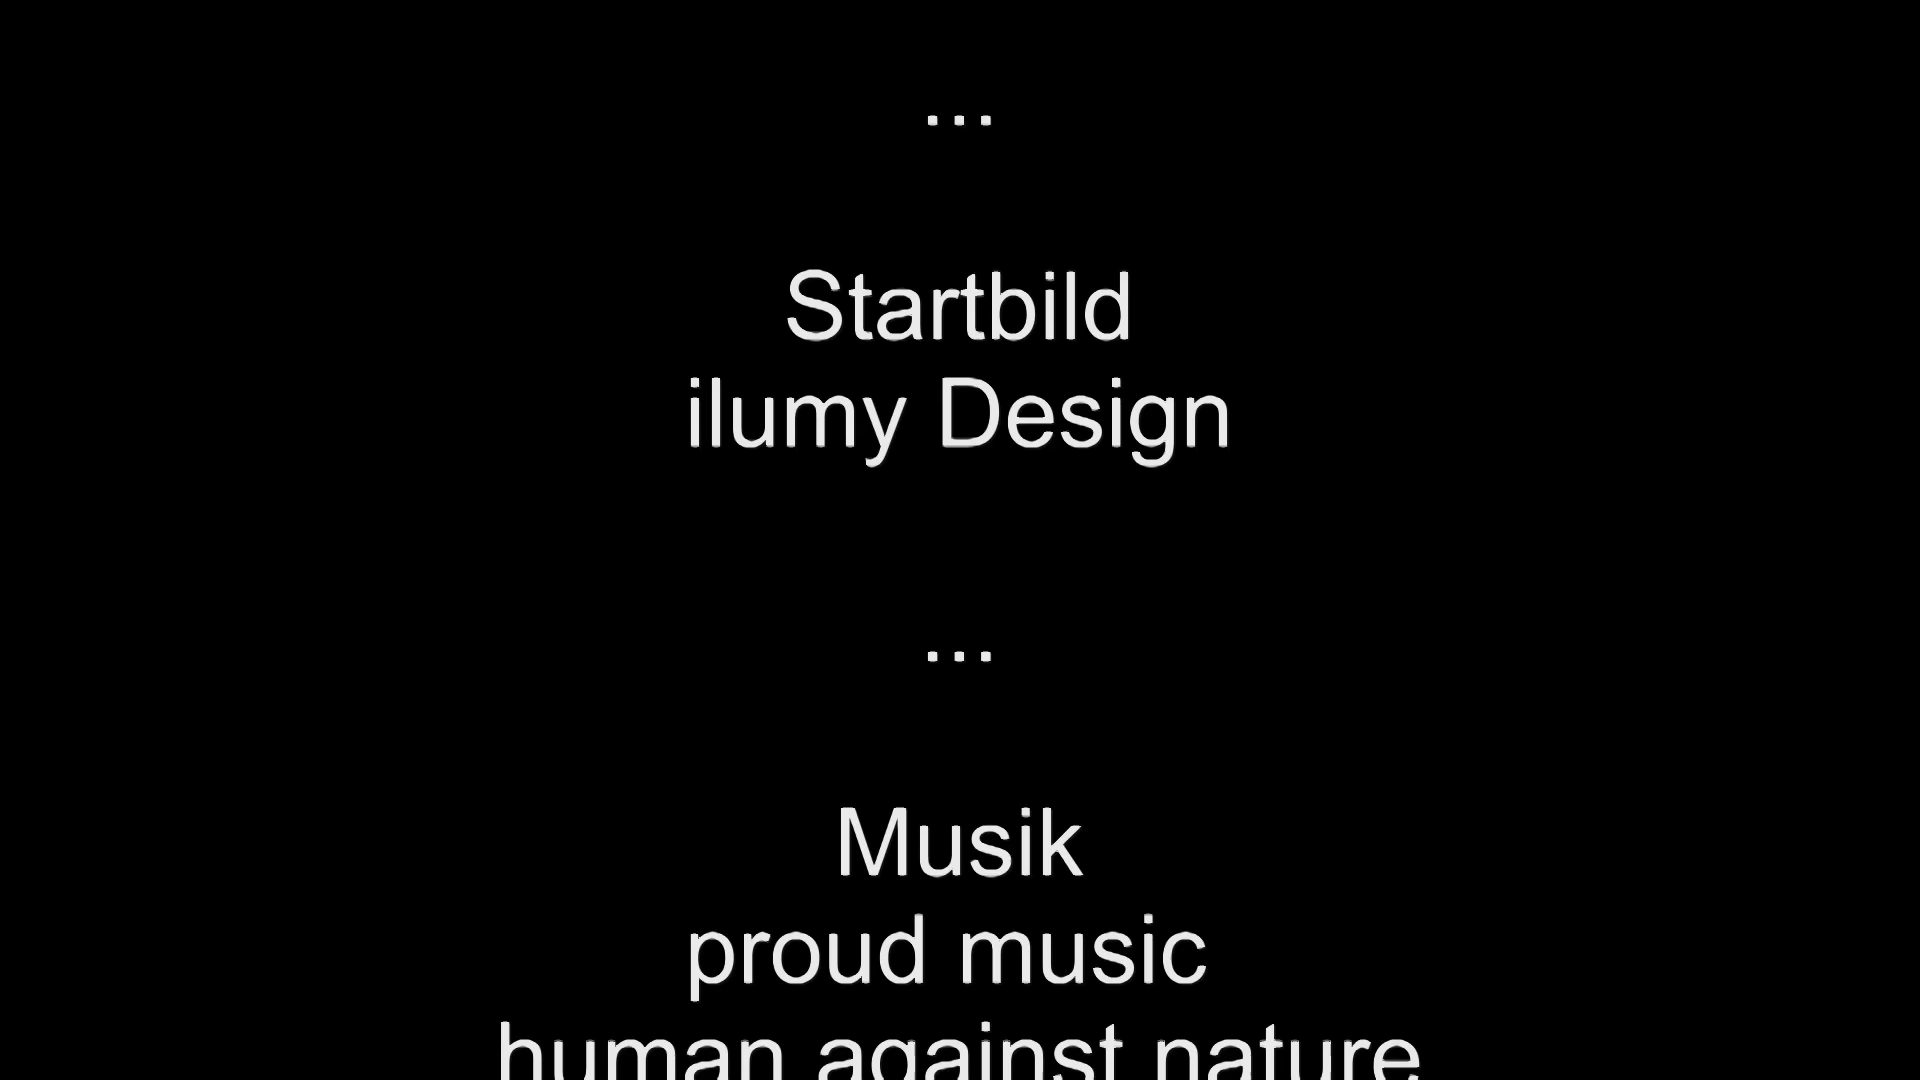 ...
Startbild
ilumy Design
...
Musik
proud music
human against nature